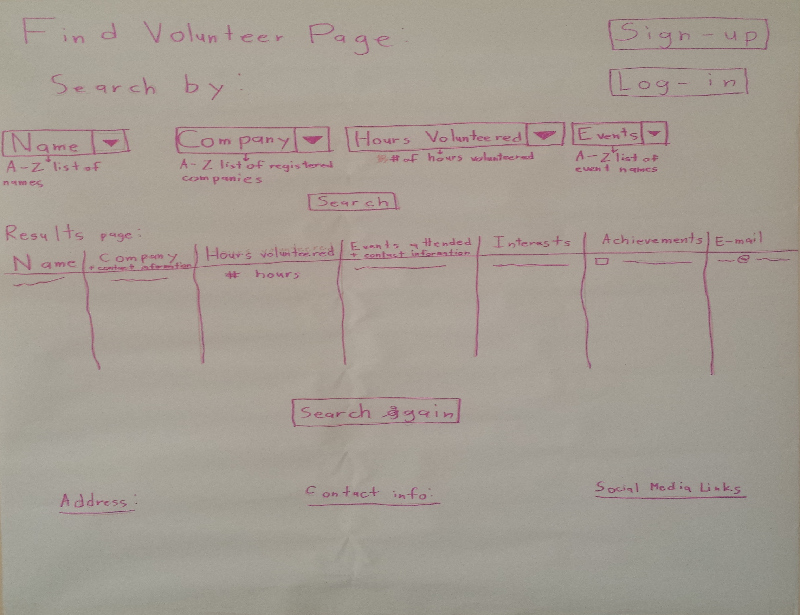 Find Volunteer Page:
Sign-up
Search by:
Log-in
Name
Company
Hours Volunteered
Events
A-Z list of names
A-Z list of registered companies
# of hours volunteered
A-Z list of event names
Search
Results page:
Name
Company + contact information
Hours volunteered
Events attended + contact information
Interests
Achievements
E-mail
# hours
@
Search again
Address:
Contact info:
Social Media Links